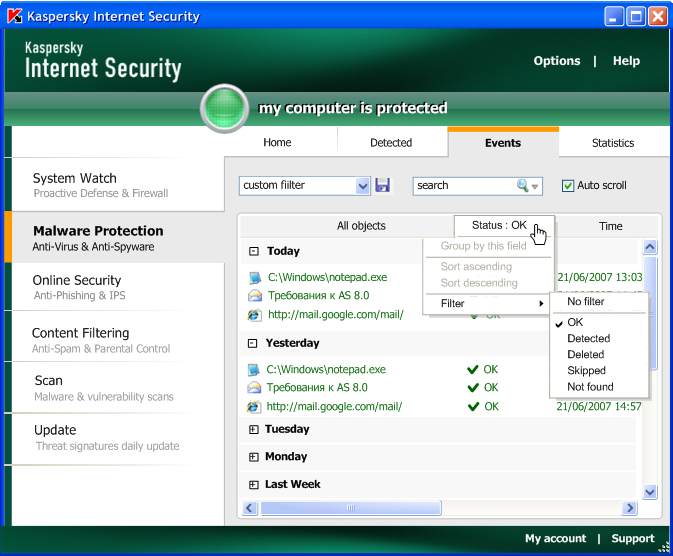 Kaspersky Internet Security
Kaspersky
Internet Security
Options | Help
my computer is protected
Home
Detected
Events
Statistics
System Watch
Proactive Defense & Firewall
Malware Protection
Anti-Virus & Anti-Spyware
Online Security
Anti-Phishing & IPS
Content Filtering
Anti-Spam & Parental Control
Scan
Malware & vulnerability scans
Update
Threat signatures daily update
custom fiilter
search
Auto scroll
All objects
Status : OK
Time
Group by this field
Sort ascending
Sort descending
Filter
No filter
OK
Detected
Deleted
Skipped
Not found
Today
C:\Windows\notepad.exe
21/06/2007 13:03
Требования к AS 8.0
http://mail.google.com/mail/
Yesterday
C:\Windows\notepad.exe OK
Требования к AS 8.0 OK
http://mail.google.com/mail/ OK 21/06/2007 14:57
Tuesday
Monday
Last Week
My account | Support